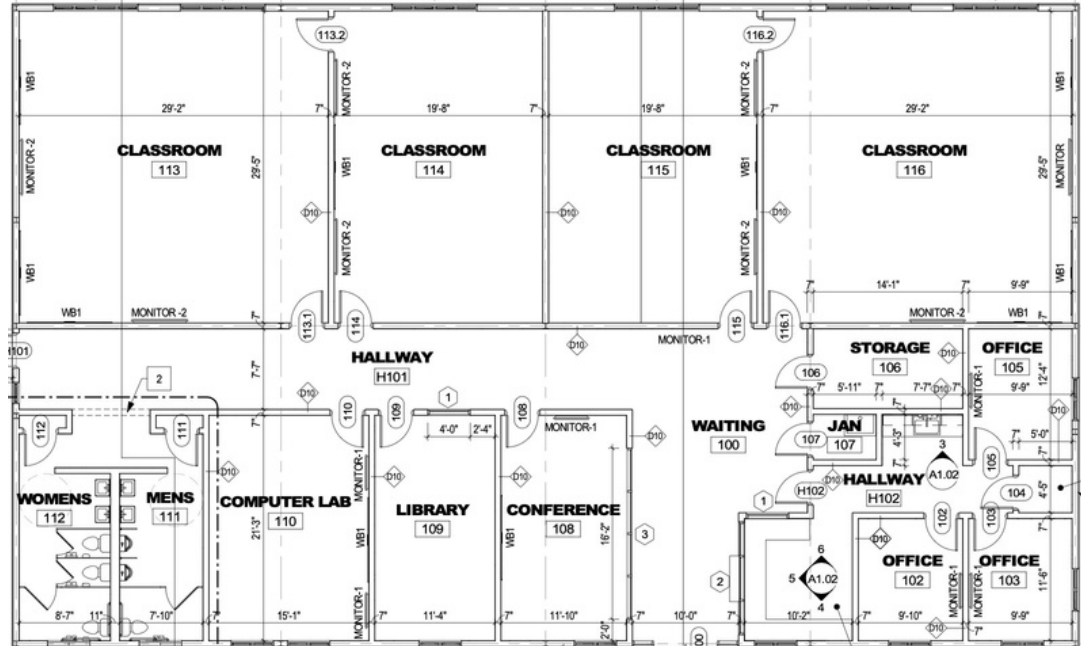 113.2
116.2
WB1
MONITOR -2
MONITOR -2
WB1
29'-2"
7"
19'-8"
7"
19'-8"
7"
29'-2"
CLASSROOM
113
CLASSROOM
114
CLASSROOM
115
CLASSROOM
116
MONITOR -2
29'-5"
WB1
WB1
29'-5"
MONITOR
D10
D10
D10
WB1
MONITOR -2
MONITOR -2
WB1
WB1
MONITOR -2
7"
14'-1"
7"
9'-9"
MONITOR -2
WB1
7"
113.1
114
115
116.1
7"
H101
HALLWAY
H101
D10
MONITOR-1
STORAGE
106
D10
OFFICE
105
7'-7"
2
D10
1
106
7"
5'-11"
7"
7'-7"
7"
D10
MONITOR-1
12'-4"
9'-9"
112
111
7"
110
109
108
4'-0"
2'-4"
MONITOR-1
D10
WAITING
100
D10
107
JAN
107
7"
4'-3"
7"
7"
5'-0"
D10
7"
3
A1.02
105
D10
MONITOR-1
D10
D10
H102
D10
HALLWAY
H102
104
4'-5"
WOMENS
112
MENS
111
COMPUTER LAB
110
LIBRARY
109
CONFERENCE
108
1
102
103
7"
21'-3"
WB1
WB1
16'-2"
3
2
6
5
A1.02
4
D10
OFFICE
102
OFFICE
103
MONITOR-1
MONITOR-1
11'-6"
MONITOR-1
8'-7"
11"
7'-10"
7"
15'-1"
7"
11'-4"
7"
11'-10"
2'-0"
7"
10'-0"
7"
10'-2"
7"
9'-10"
7"
9'-9"
D10